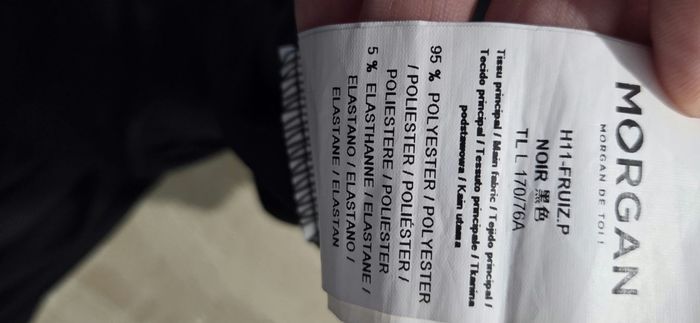 MORGAN
MORGAN DE TOI !
H11-FRUIZ.P
NOIR 黑色
TL L 170/76A
Tissu principal / Main fabric / Tejido principal /
Tecido principal / Tessuto principale / Tkanina
podstawowa / Kain utama
95 % POLYESTER / POLYESTER
/ POLIÉSTER / POLIÉSTER /
POLIESTERE / POLIESTER
5 % ELASTHANNE / ELASTANE /
ELASTANO / ELASTANO /
ELASTANE / ELASTAN